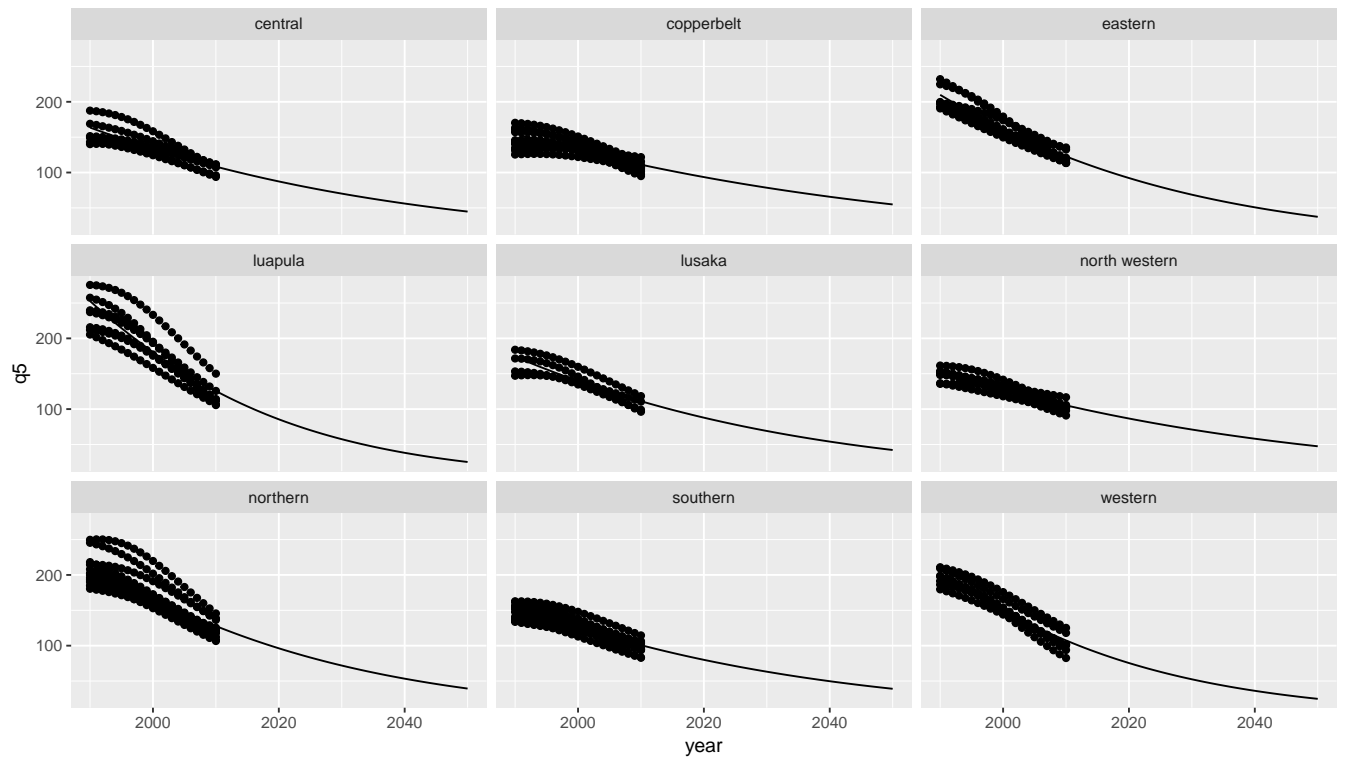 central
copperbelt
eastern
200
100
luapula
lusaka
north western
q5
200
100
northern
southern
western
200
100
2000 2020 2040
2000 2020 2040
2000 2020 2040
year